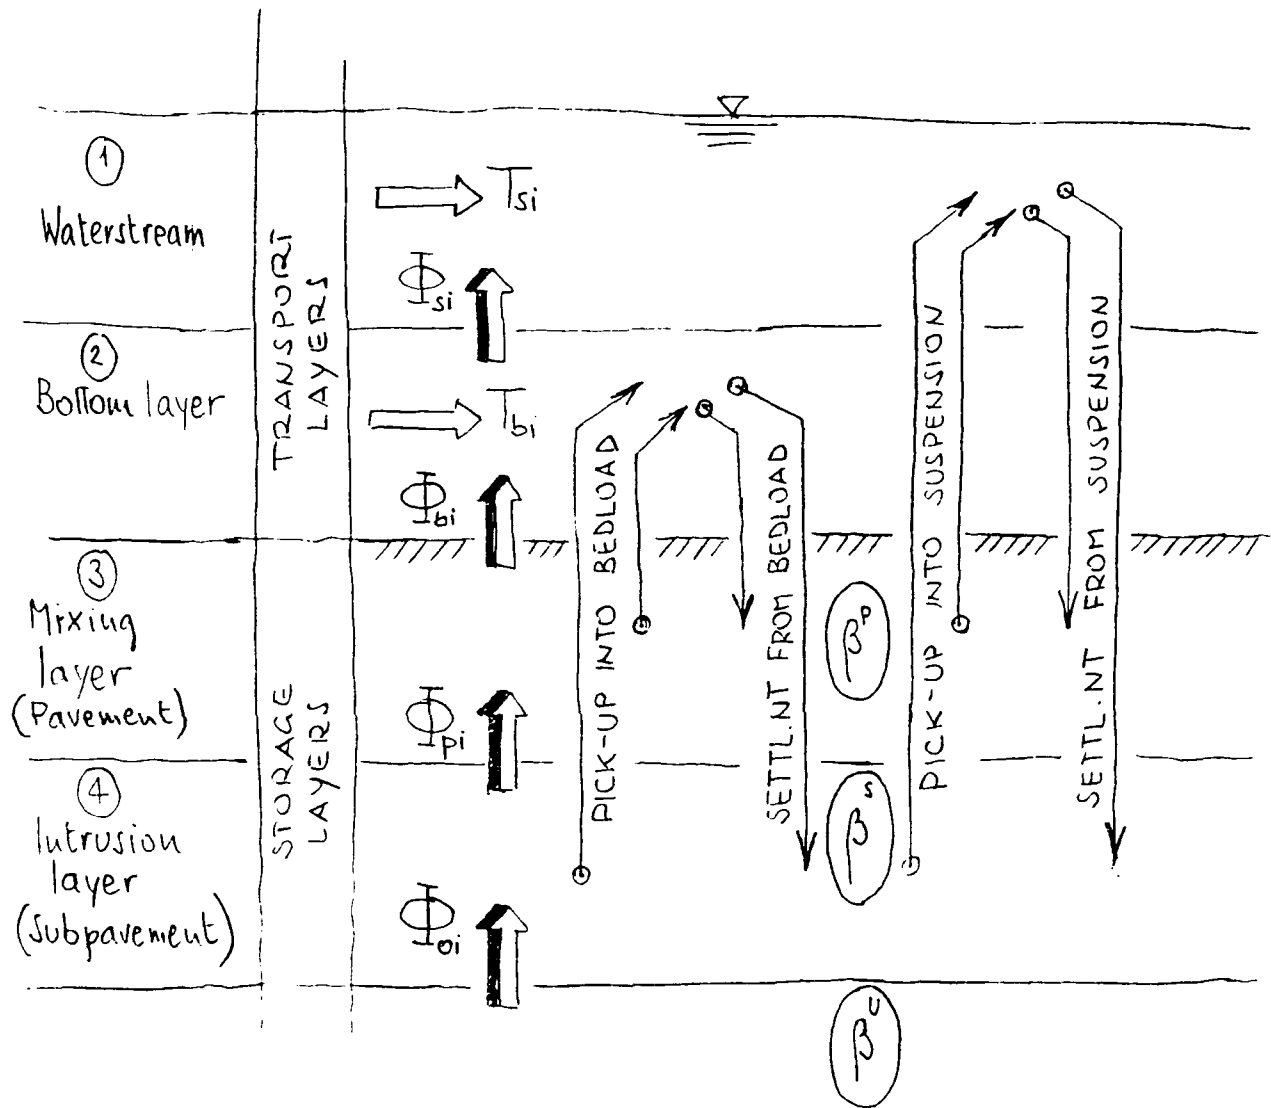 1
Waterstream
2
Bottom layer
3
Mixing
layer
(Pavement)
4
Intrusion
layer
(Subpavement)
TRANSPORT
LAYERS
STORAGE
LAYERS
Tsi
Φsi
Tbi
Φbi
Φpi
Φoi
PICK-UP INTO BEDLOAD
SETTL.NT FROM BEDLOAD
βP
βS
βU
PICK-UP INTO SUSPENSION
SETTL.NT FROM SUSPENSION